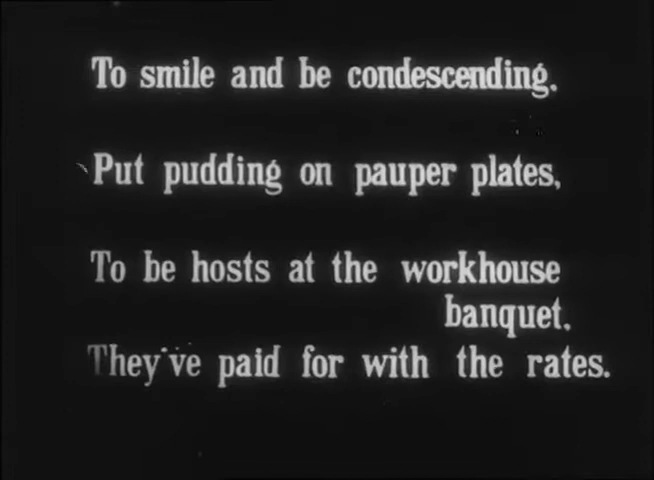 To smile and be condescending.
Put pudding on pauper plates,
To be hosts at the workhouse
banquet.
They've paid for with the rates.